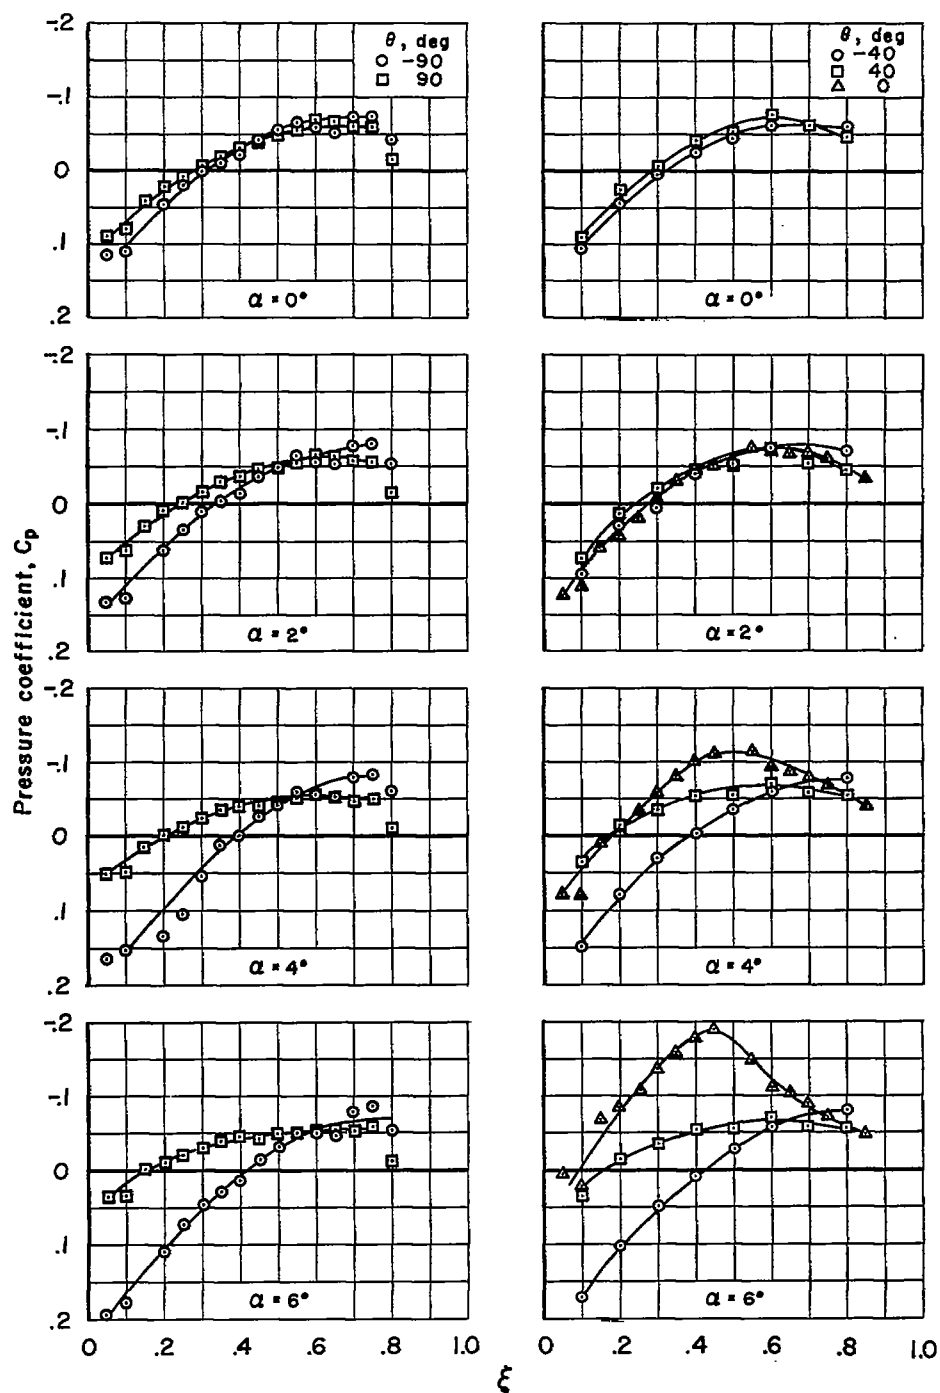 -.2
-.1
0
.1
.2
θ, deg
-90
90
α = 0°
θ, deg
-40
40
0
α = 0°
-.2
-.1
0
.1
.2
α = 2°
α = 2°
Pressure coefficient, Cp
-.2
-.1
0
.1
.2
α = 4°
α = 4°
-.2
-.1
0
.1
.2
α = 6°
α = 6°
0 .2 .4 .6 .8 1.0
0 .2 .4 .6 .8 1.0
ξ